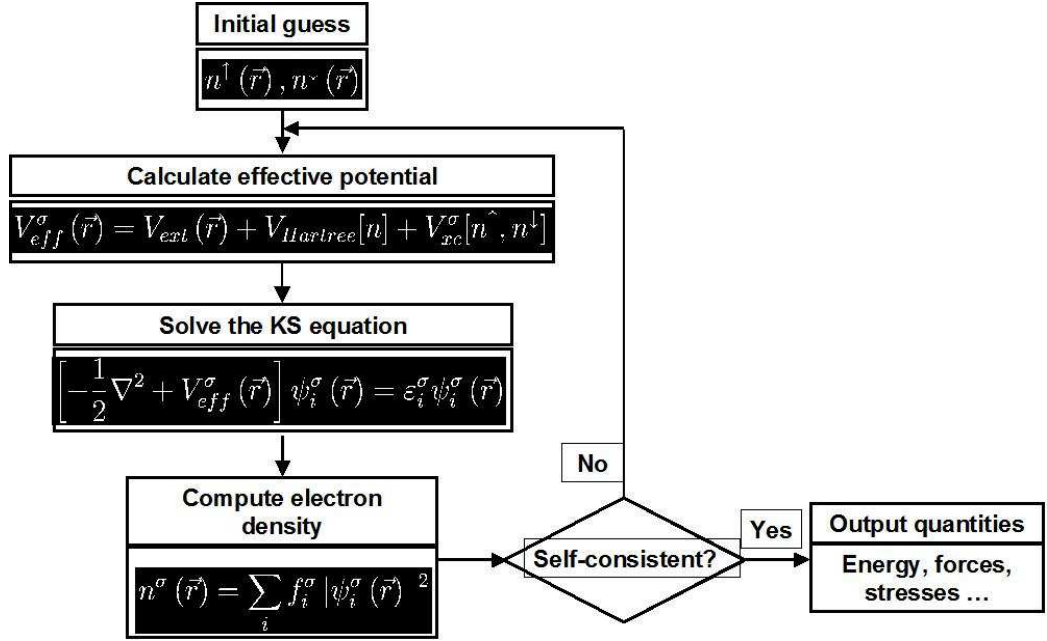 Initial guess
n↑ (r⃗) , n˅ (r⃗)
Calculate effective potential
V^σ_eff (r⃗) = V_ext (r⃗) + V_Hartree[n] + V^σ_xc[n^, n↓]
Solve the KS equation
[−1/2 ∇² + V^σ_eff (r⃗)] ψ^σ_i (r⃗) = ε^σ_i ψ^σ_i (r⃗)
No
Compute electron
density
Yes
Output quantities
Self-consistent?
Energy, forces,
stresses ...
n^σ (r⃗) = ∑_i f^σ_i |ψ^σ_i (r⃗) ²